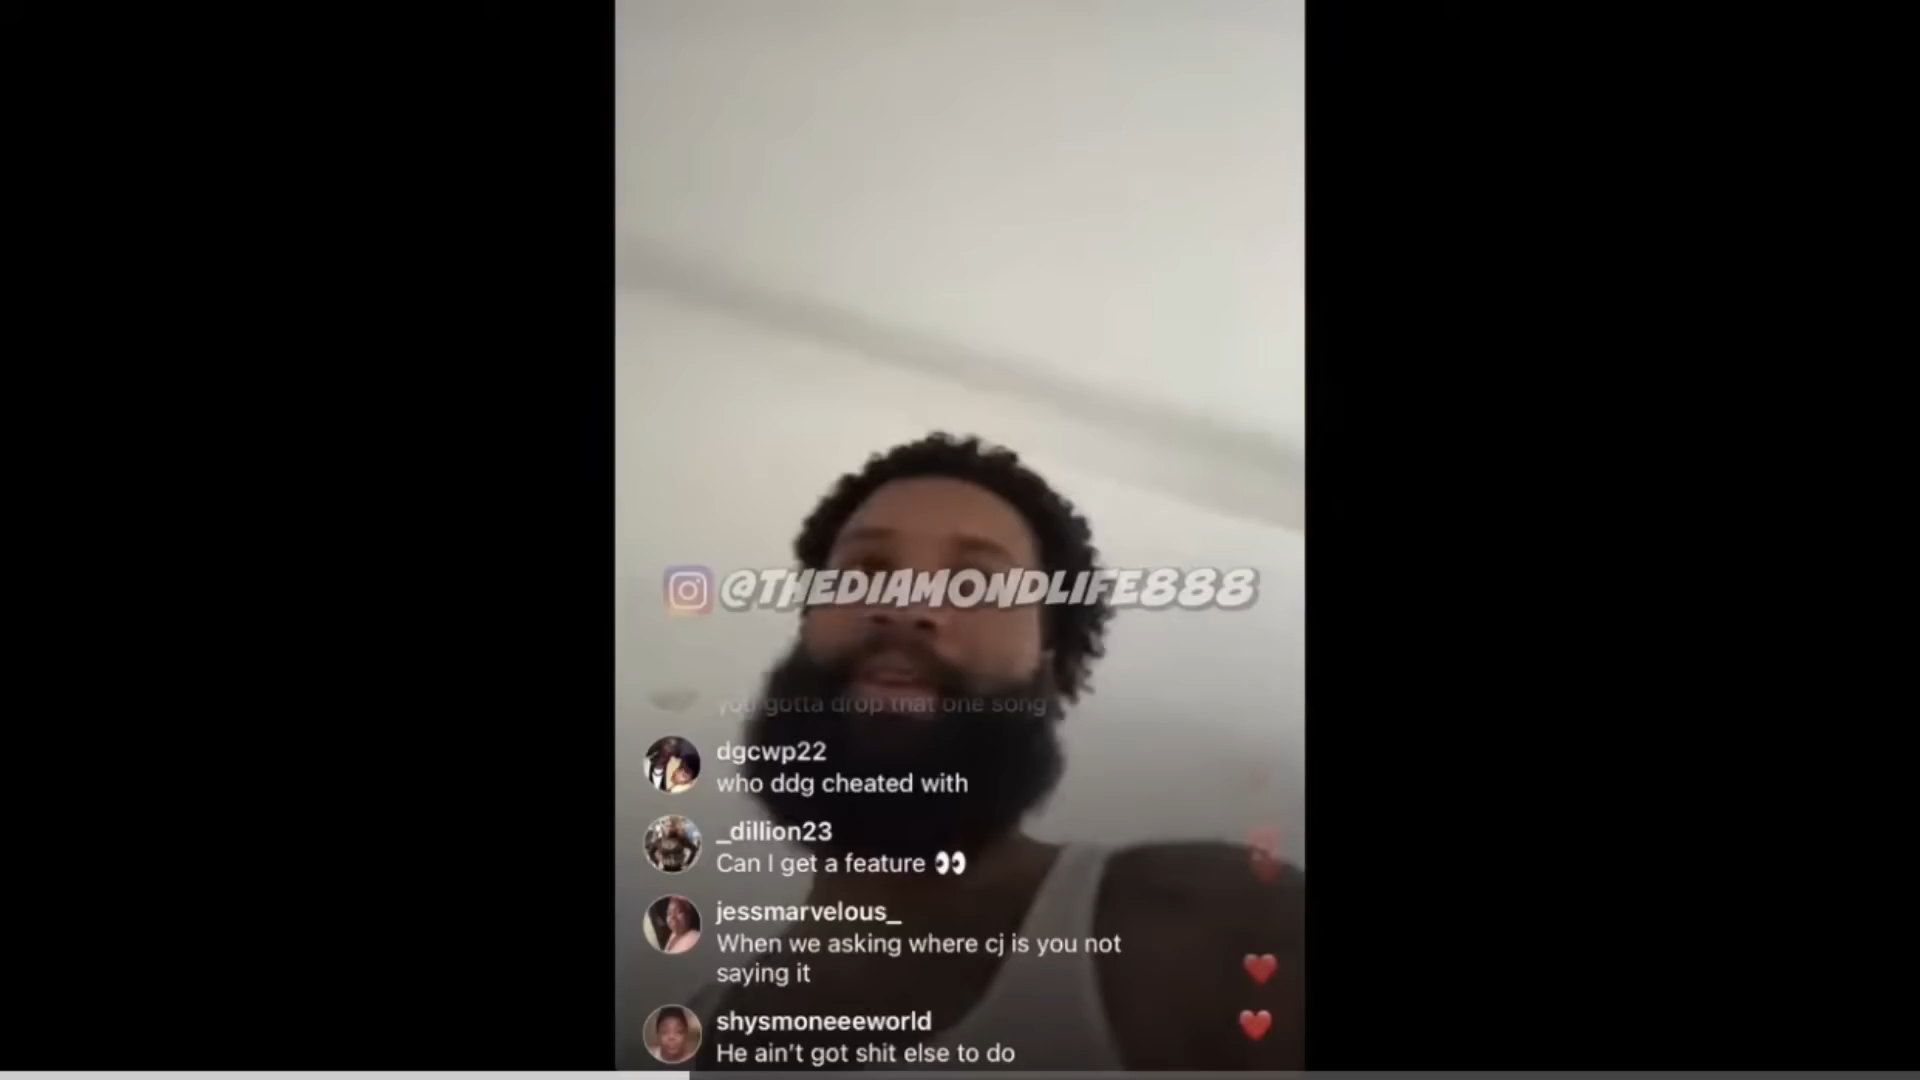 @THEDIAMONDLIFE888
you gotta drop that one song
dgcwp22
who ddg cheated with
_dillion23
Can I get a feature 👀
jessmarvelous_
When we asking where cj is you not
saying it
shysmoneeeworld
He ain't got shit else to do